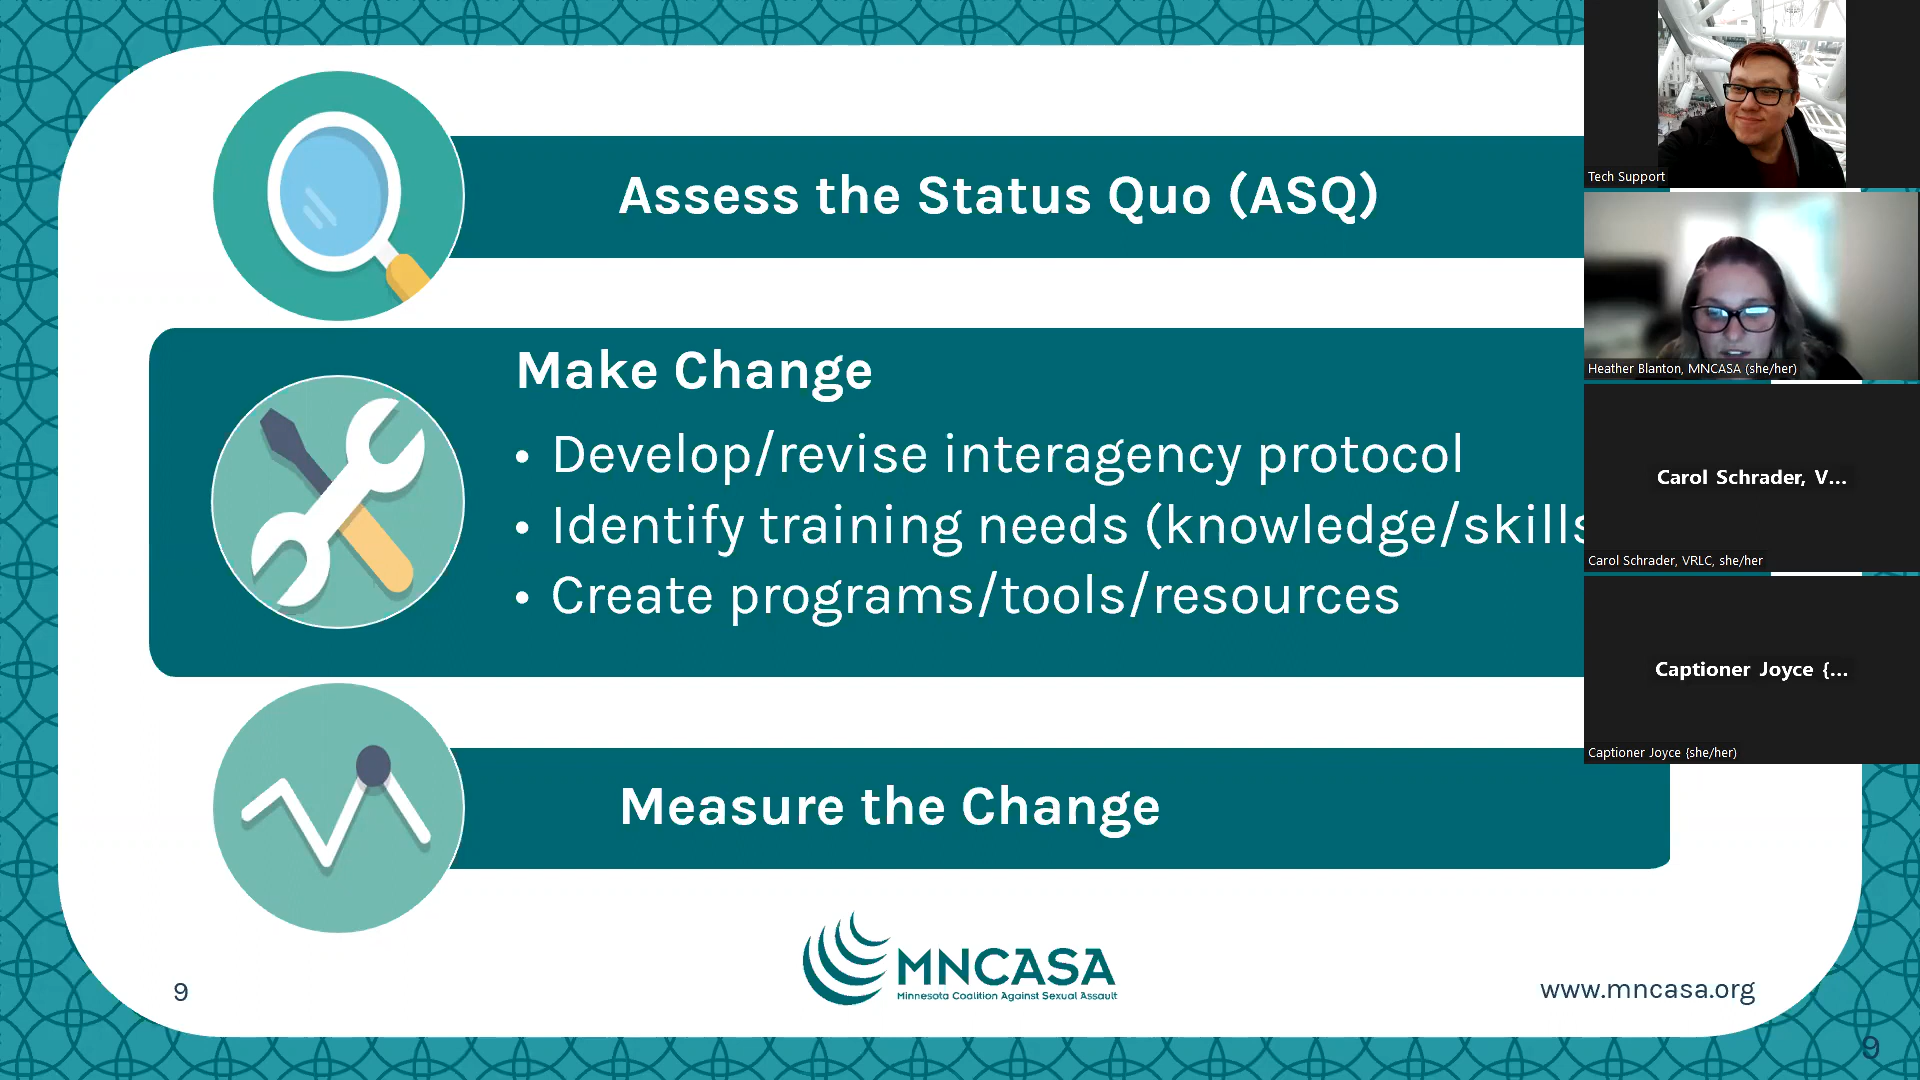 Assess the Status Quo (ASQ)
Make Change
• Develop/revise interagency protocol
• Identify training needs (knowledge/skills
• Create programs/tools/resources
Measure the Change
MNCASA
Minnesota Coalition Against Sexual Assault
9
www.mncasa.org
9
Tech Support
Heather Blanton, MNCASA (she/her)
Carol Schrader, V...
Carol Schrader, VRLC, she/her
Captioner Joyce {...
Captioner Joyce {she/her)